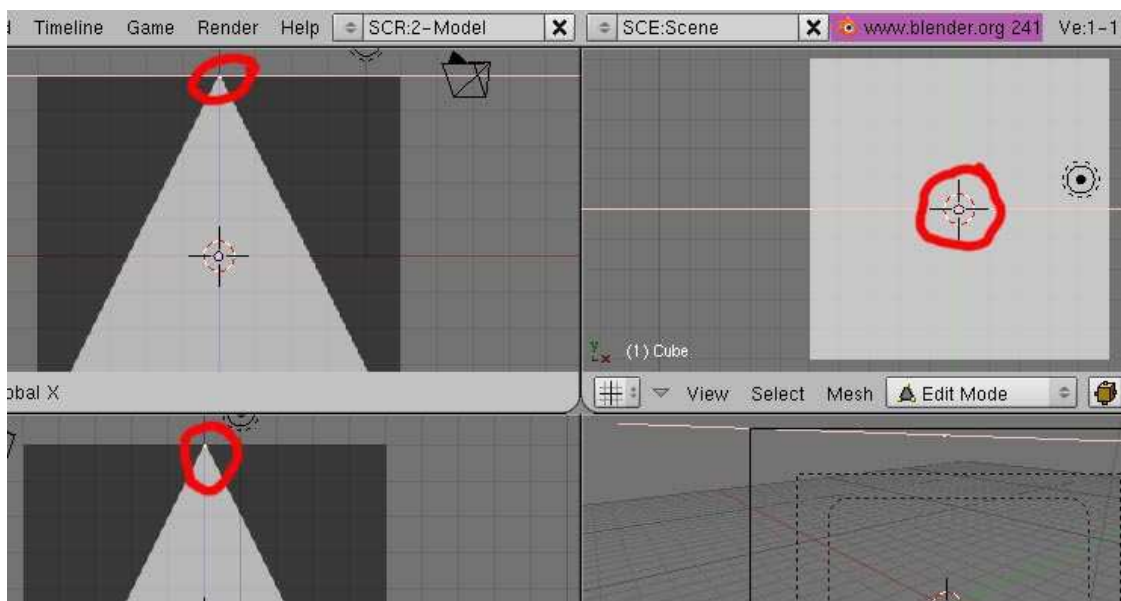 Timeline Game Render Help SCR:2-Model X SCE:Scene X www.blender.org 241 Ve:1-1
y
x (1) Cube
obal X View Select Mesh Edit Mode